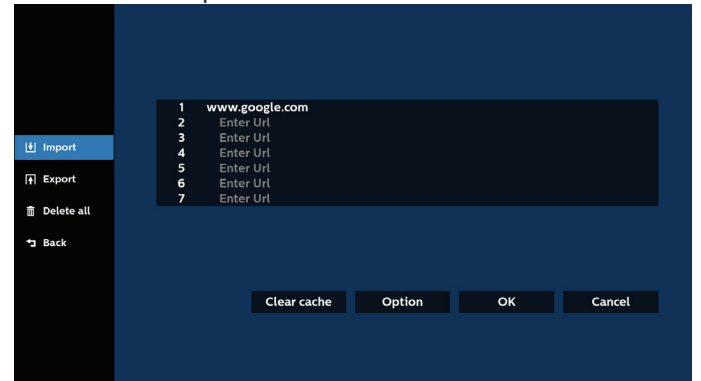 1 www.google.com
2 Enter Url
3 Enter Url
4 Enter Url
5 Enter Url
6 Enter Url
7 Enter Url
Import
Export
Delete all
Back
Clear cache Option OK Cancel